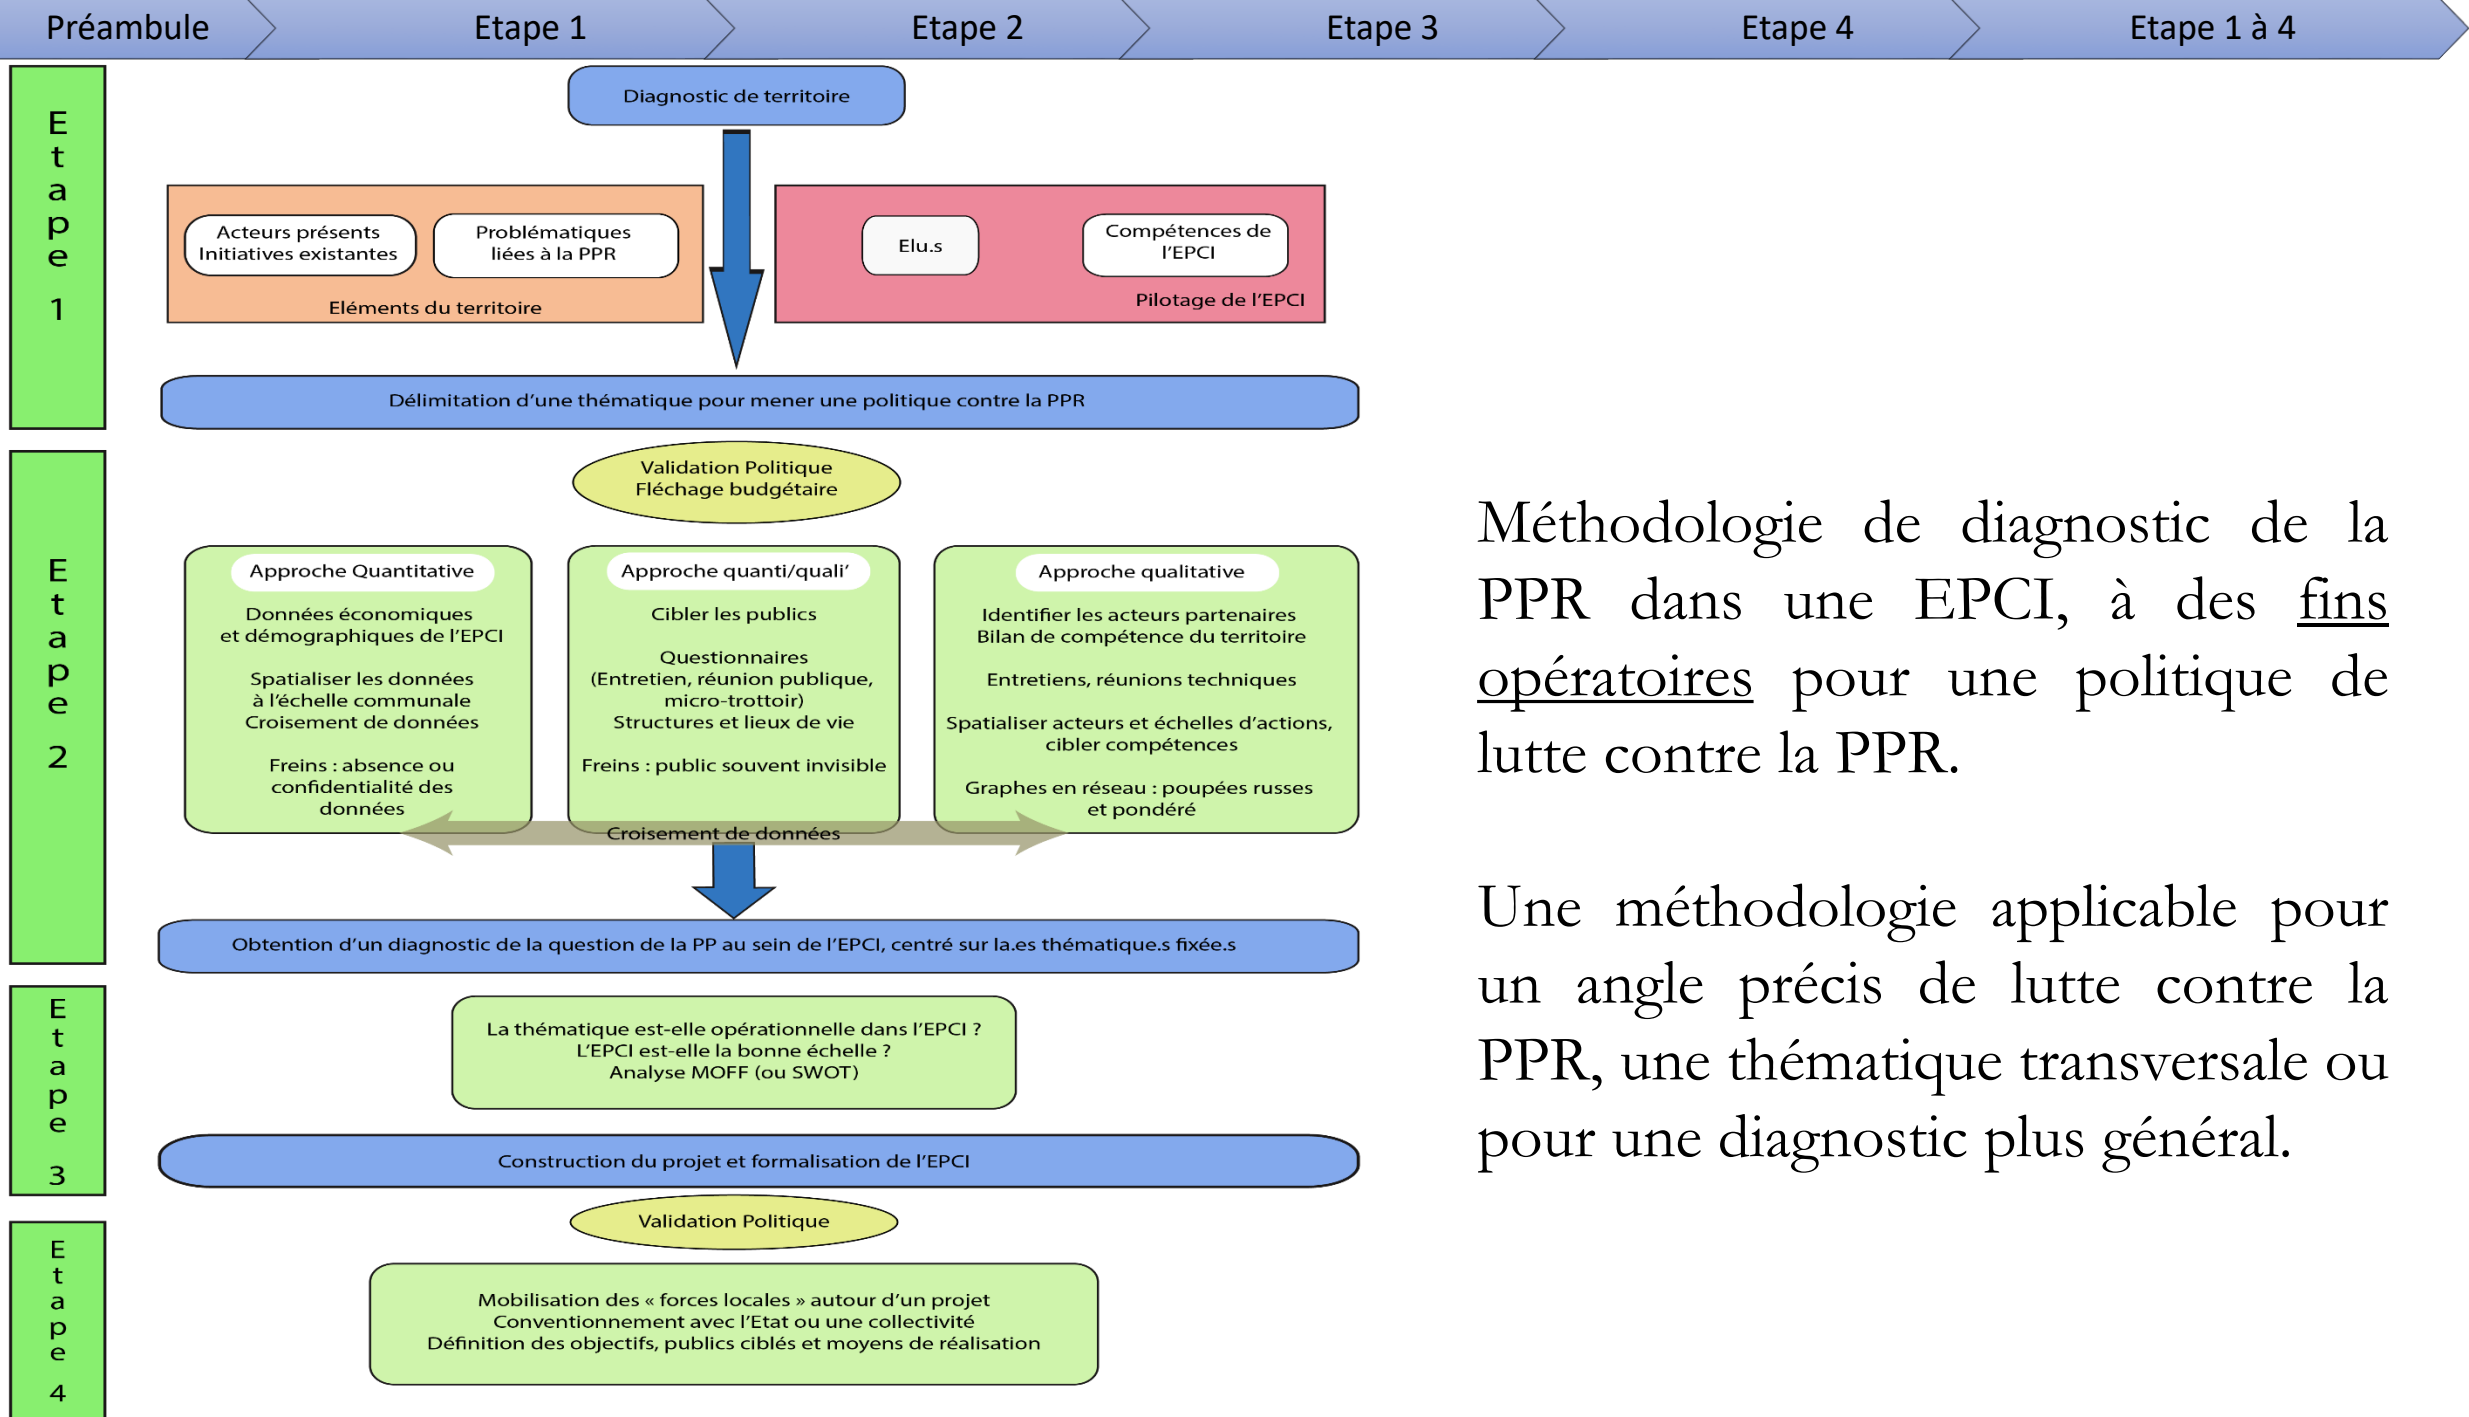 Préambule
Etape 1
Etape 2
Etape 3
Etape 4
Etape 1 à 4
Etape 1
Diagnostic de territoire
Acteurs présents
Initiatives existantes
Problématiques
liées à la PPR
Eléments du territoire
Elu.s
Compétences de
l'EPCI
Pilotage de l'EPCI
Délimitation d'une thématique pour mener une politique contre la PPR
Etape 2
Validation Politique
Fléchage budgétaire
Approche Quantitative
Données économiques
et démographiques de l'EPCI
Spatialiser les données
à l'échelle communale
Croisement de données
Freins : absence ou
confidentialité des
données
Approche quanti/quali'
Cibler les publics
Questionnaires
(Entretien, réunion publique,
micro-trottoir)
Structures et lieux de vie
Freins : public souvent invisible
Approche qualitative
Identifier les acteurs partenaires
Bilan de compétence du territoire
Entretiens, réunions techniques
Spatialiser acteurs et échelles d'actions,
cibler compétences
Graphes en réseau : poupées russes
et pondéré
Croisement de données
Obtention d'un diagnostic de la question de la PP au sein de l'EPCI, centré sur la.es thématique.s fixée.s
Etape 3
La thématique est-elle opérationnelle dans l'EPCI ?
L'EPCI est-elle la bonne échelle ?
Analyse MOFF (ou SWOT)
Construction du projet et formalisation de l'EPCI
Validation Politique
Etape 4
Mobilisation des « forces locales » autour d'un projet
Conventionnement avec l'Etat ou une collectivité
Définition des objectifs, publics ciblés et moyens de réalisation
Méthodologie de diagnostic de la
PPR dans une EPCI, à des fins
opératoires pour une politique de
lutte contre la PPR.
Une méthodologie applicable pour
un angle précis de lutte contre la
PPR, une thématique transversale ou
pour une diagnostic plus général.